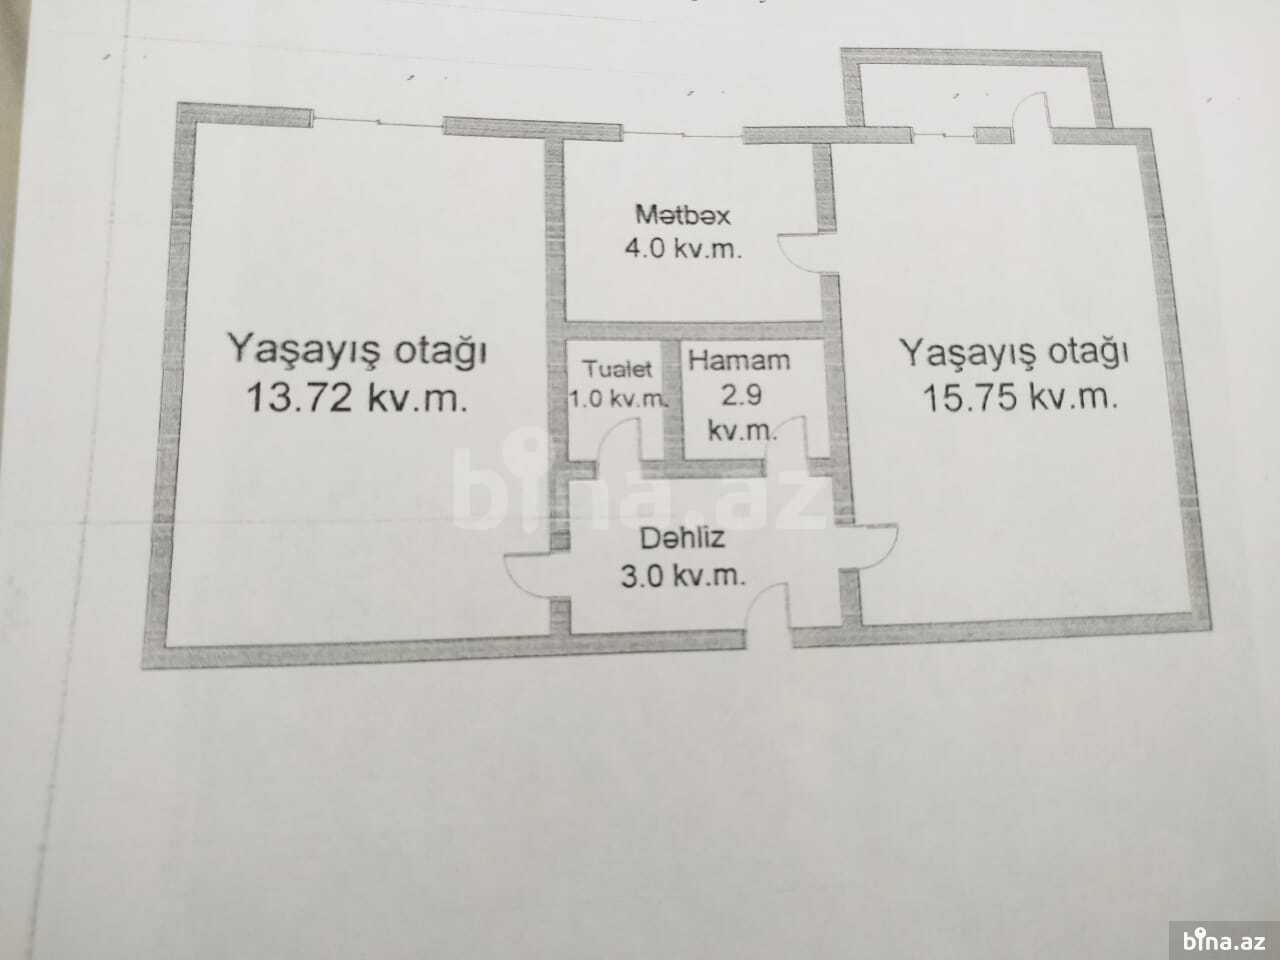 Mətbəx
4.0 kv.m.
Yaşayış otağı
13.72 kv.m.
Tualet
1.0 kv.m.
Hamam
2.9
kv.m.
Yaşayış otağı
15.75 kv.m.
bina.az
Dəhliz
3.0 kv.m.
bina.az